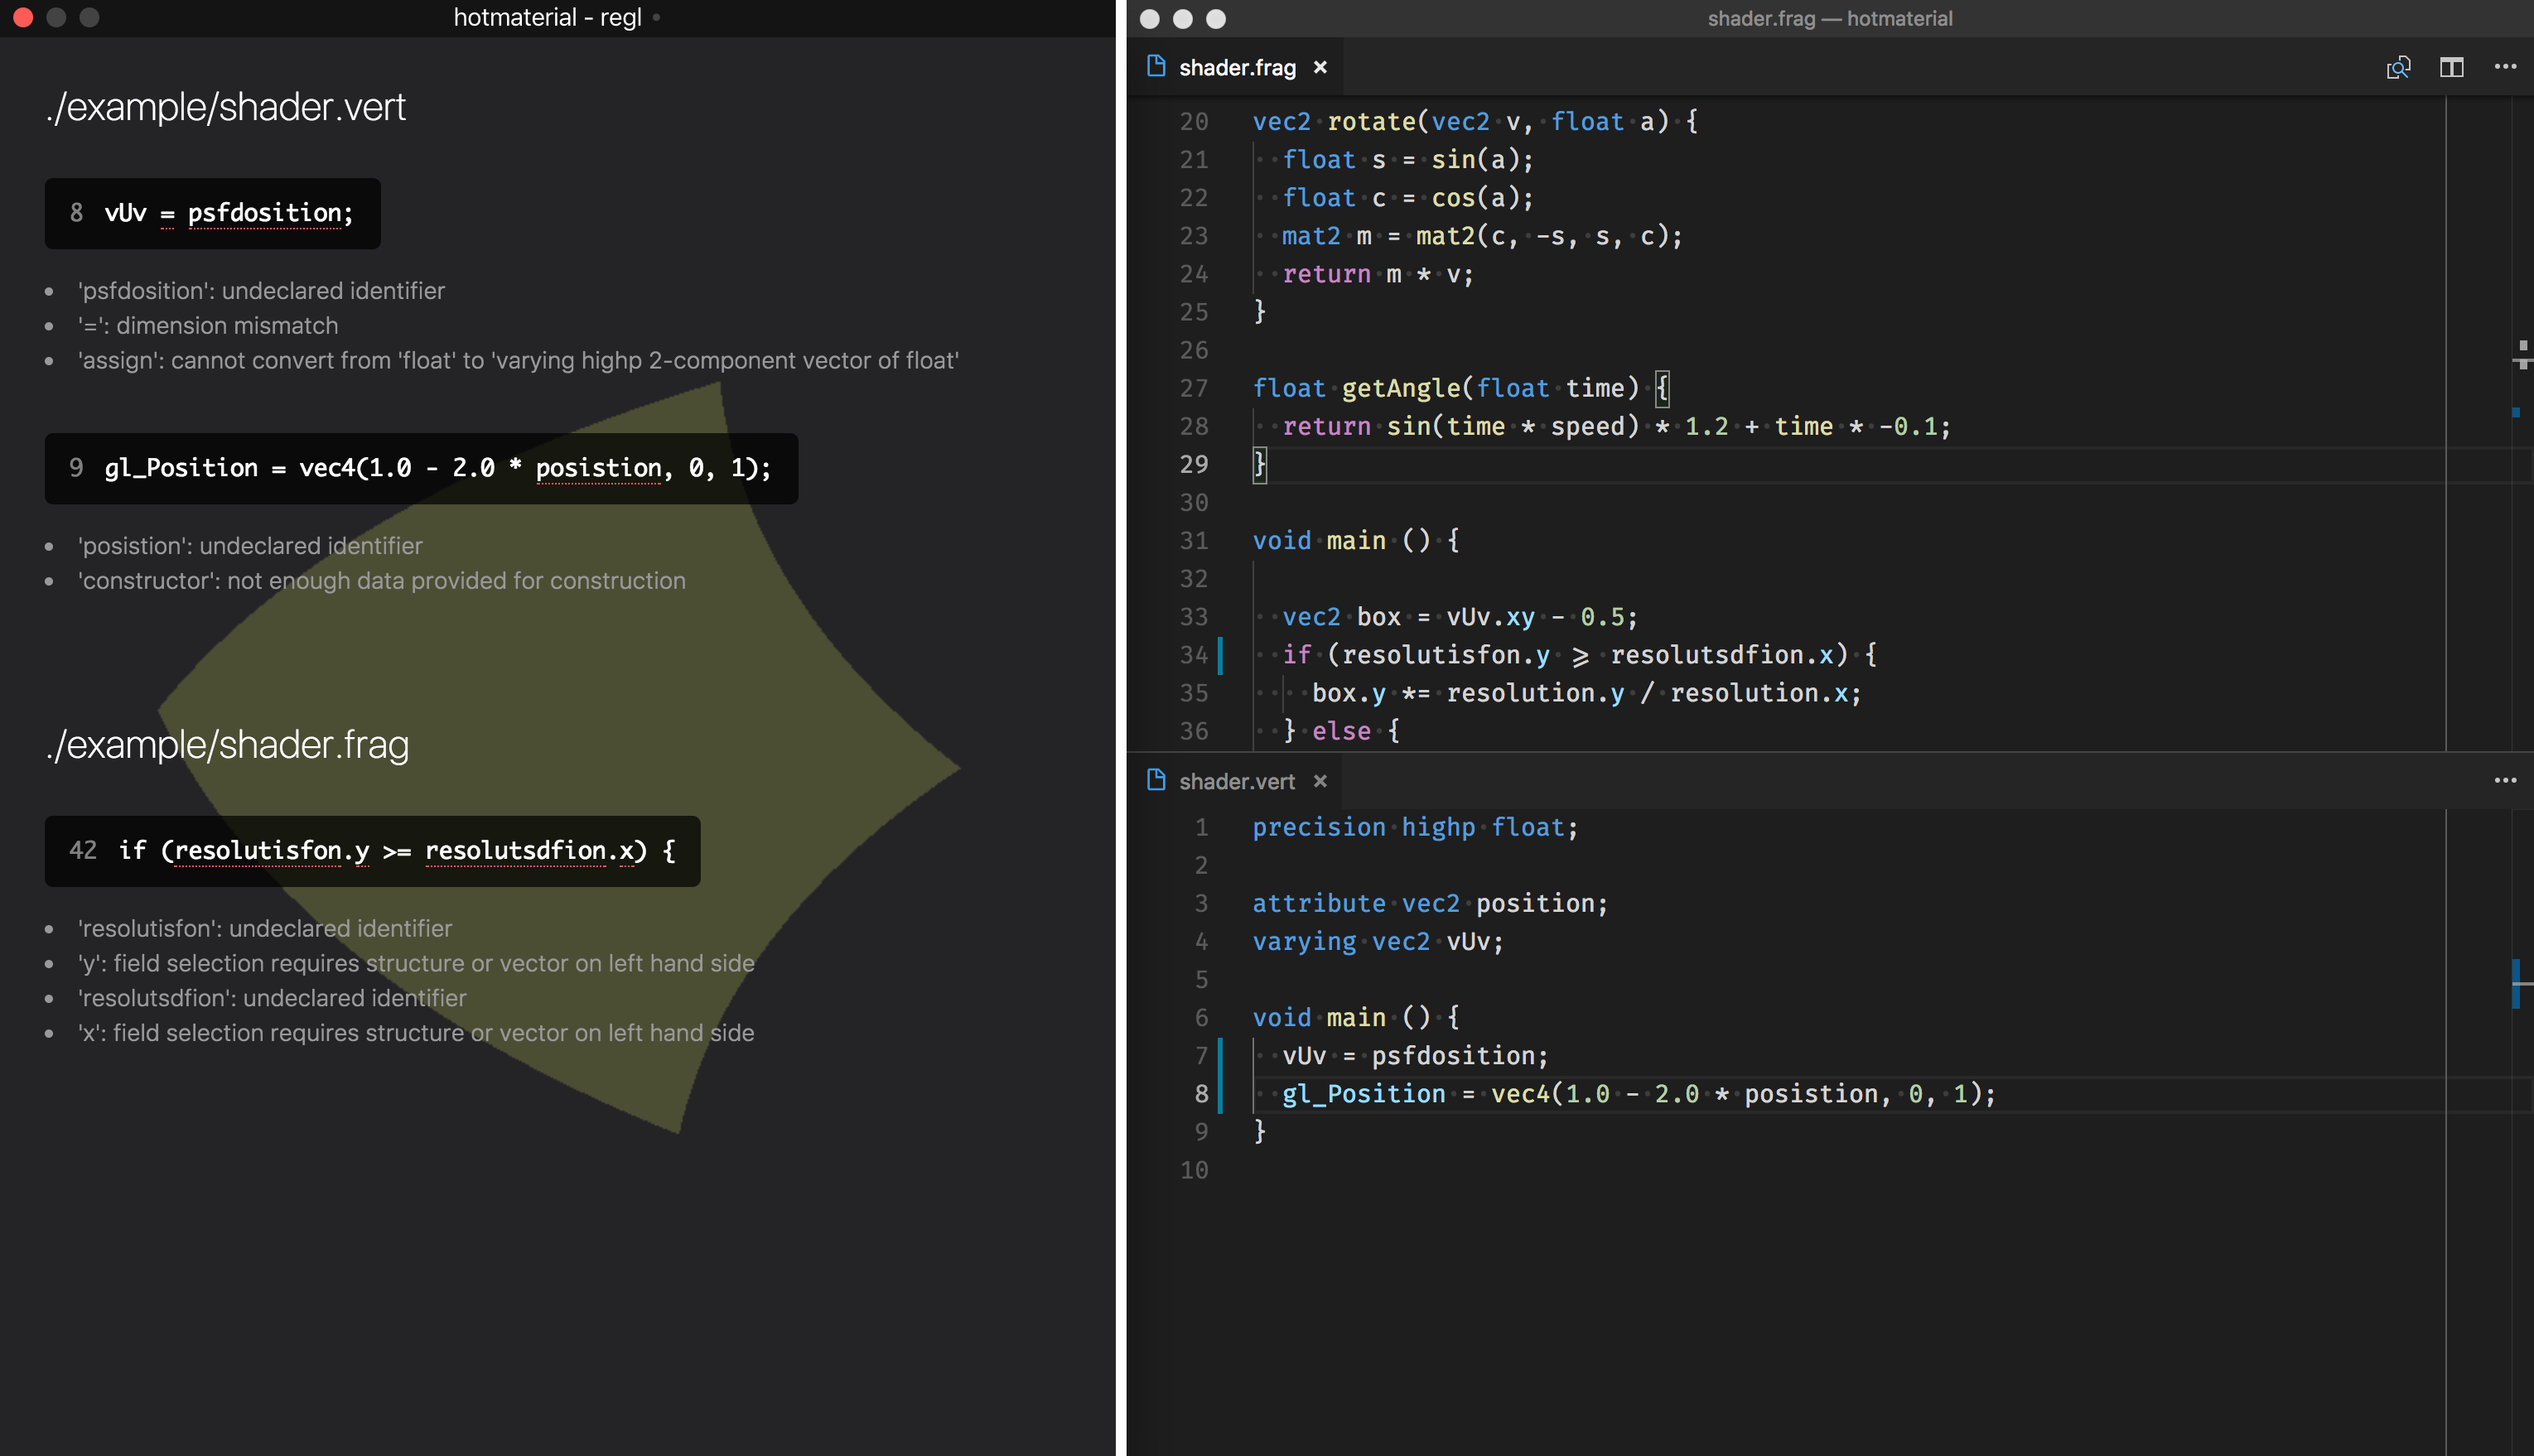 hotmaterial - regl
./example/shader.vert
8 vUv = psfdosition;
'psfdosition': undeclared identifier
'=': dimension mismatch
'assign': cannot convert from 'float' to 'varying highp 2-component vector of float'
9 gl_Position = vec4(1.0 - 2.0 * posistion, 0, 1);
'posistion': undeclared identifier
'constructor': not enough data provided for construction
./example/shader.frag
42 if (resolutisfon.y >= resolutsdfion.x) {
'resolutisfon': undeclared identifier
'y': field selection requires structure or vector on left hand side
'resolutsdfion': undeclared identifier
'x': field selection requires structure or vector on left hand side
shader.frag — hotmaterial
shader.frag
20 vec2 rotate(vec2 v, float a) {
21 float s = sin(a);
22 float c = cos(a);
23 mat2 m = mat2(c, -s, s, c);
24 return m * v;
25 }
26
27 float getAngle(float time) {
28 return sin(time * speed) * 1.2 + time * -0.1;
29 }
30
31 void main () {
32
33 vec2 box = vUv.xy - 0.5;
34 if (resolutisfon.y ⩾ resolutsdfion.x) {
35 box.y *= resolution.y / resolution.x;
36 } else {
shader.vert
1 precision highp float;
2
3 attribute vec2 position;
4 varying vec2 vUv;
5
6 void main () {
7 vUv = psfdosition;
8 gl_Position = vec4(1.0 - 2.0 * posistion, 0, 1);
9 }
10